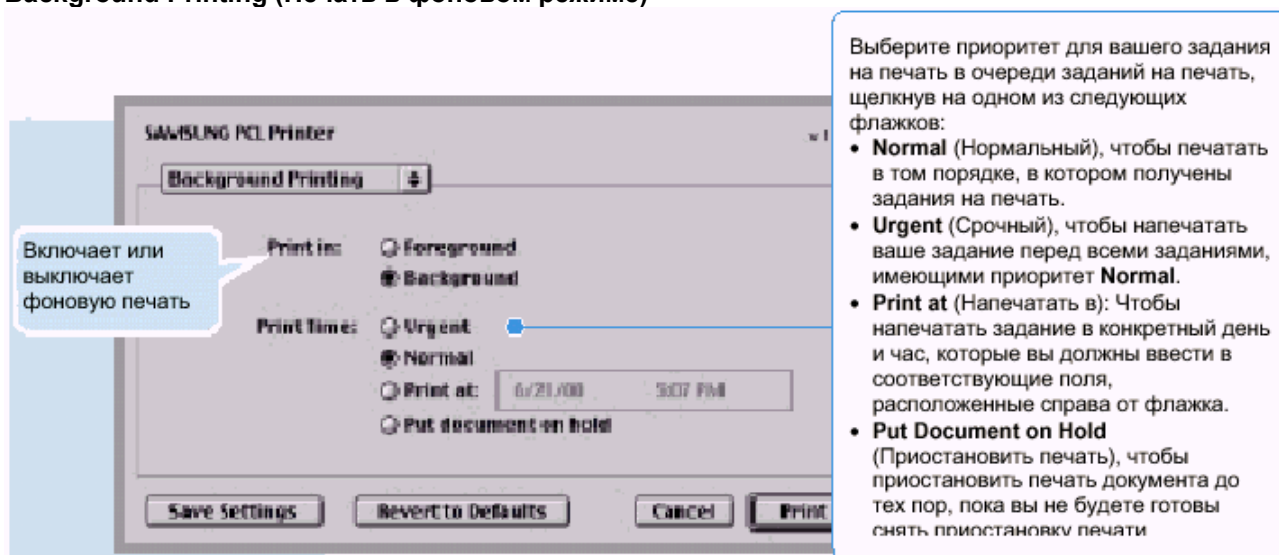 Background Printing (Печать в фоновом режиме)
SAMSUNG PCL Printer
Background Printing
Включает или
выключает
фоновую печать
Print in:
Foreground
Background
Print Time:
Urgent
Normal
Print at: 6/21/00 5:07 PM
Put document on hold
Save Settings
Revert to Defaults
Cancel
Print
Выберите приоритет для вашего задания
на печать в очереди заданий на печать,
щелкнув на одном из следующих
флажков:
• Normal (Нормальный), чтобы печатать
в том порядке, в котором получены
задания на печать.
• Urgent (Срочный), чтобы напечатать
ваше задание перед всеми заданиями,
имеющими приоритет Normal.
• Print at (Напечатать в): Чтобы
напечатать задание в конкретный день
и час, которые вы должны ввести в
соответствующие поля,
расположенные справа от флажка.
• Put Document on Hold
(Приостановить печать), чтобы
приостановить печать документа до
тех пор, пока вы не будете готовы
снять приостановку печати